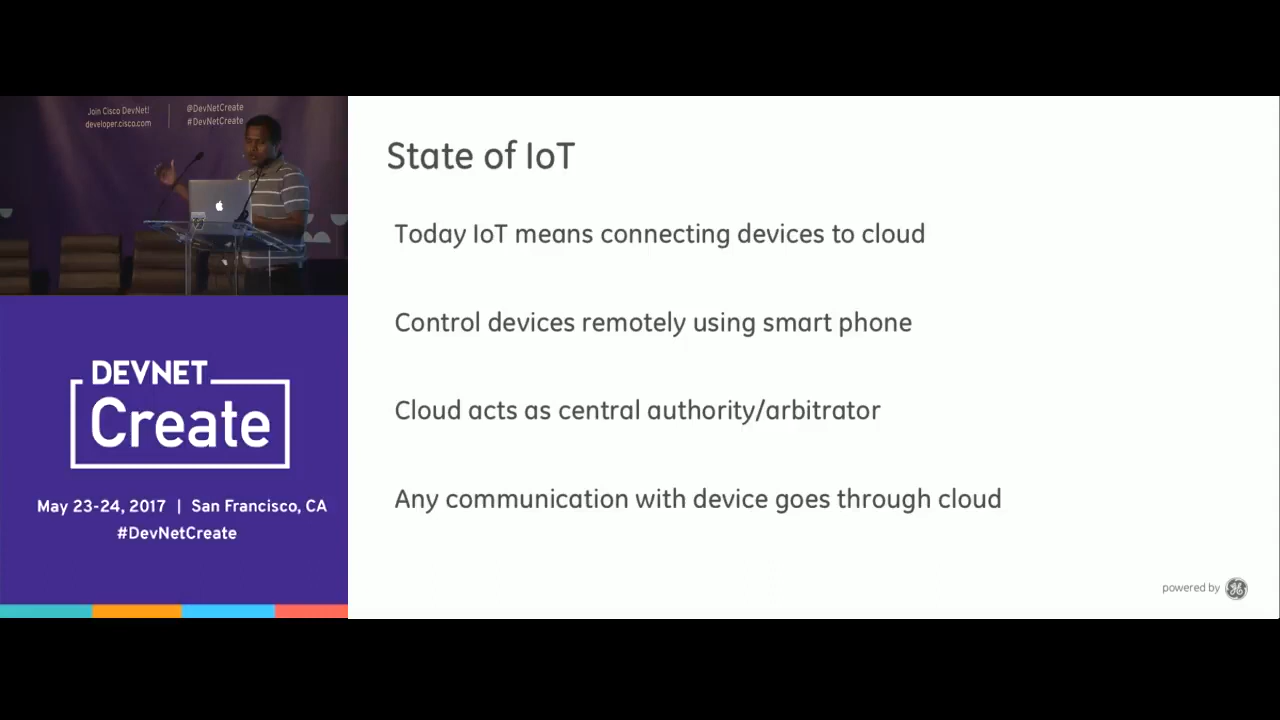 Join Cisco DevNet!
developer.cisco.com
@DevNetCreate
#DevNetCreate
DEVNET
Create
May 23-24, 2017 | San Francisco, CA
#DevNetCreate
State of IoT
Today IoT means connecting devices to cloud
Control devices remotely using smart phone
Cloud acts as central authority/arbitrator
Any communication with device goes through cloud
powered by